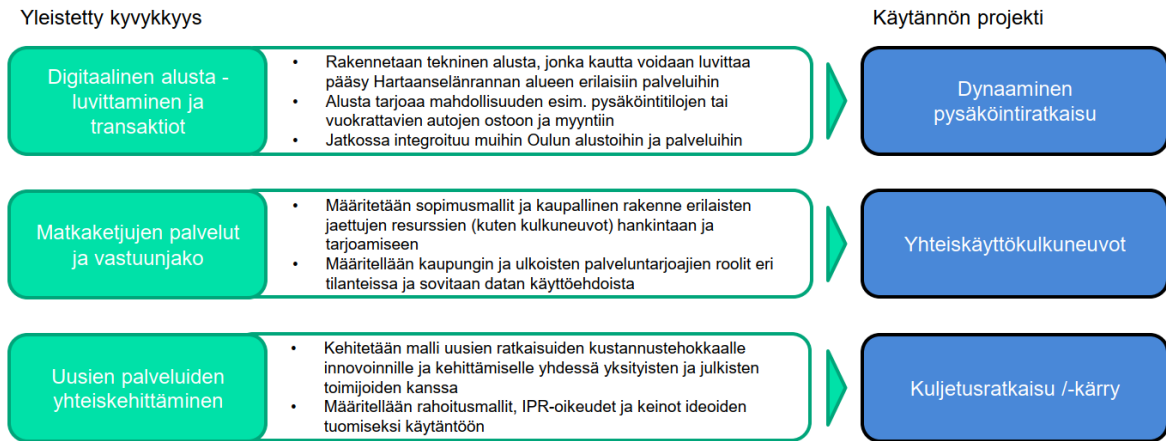 Yleistetty kyvykkyys
Käytännön projekti
Digitaalinen alusta -
luvittaminen ja
transaktiot
• Rakennetaan tekninen alusta, jonka kautta voidaan luvittaa
pääsy Hartaanselänrannan alueen erilaisiin palveluihin
• Alusta tarjoaa mahdollisuuden esim. pysäköintitilojen tai
vuokrattavien autojen ostoon ja myyntiin
• Jatkossa integroituu muihin Oulun alustoihin ja palveluihin
Dynaaminen
pysäköintiratkaisu
Matkaketjujen palvelut
ja vastuunjako
• Määritetään sopimusmallit ja kaupallinen rakenne erilaisten
jaettujen resurssien (kuten kulkuneuvot) hankintaan ja
tarjoamiseen
• Määritellään kaupungin ja ulkoisten palveluntarjoajien roolit eri
tilanteissa ja sovitaan datan käyttöehdoista
Yhteiskäyttökulkuneuvot
Uusien palveluiden
yhteiskehittäminen
• Kehitetään malli uusien ratkaisuiden kustannustehokkaalle
innovoinnille ja kehittämiselle yhdessä yksityisten ja julkisten
toimijoiden kanssa
• Määritellään rahoitusmallit, IPR-oikeudet ja keinot ideoiden
tuomiseksi käytäntöön
Kuljetusratkaisu /-kärry